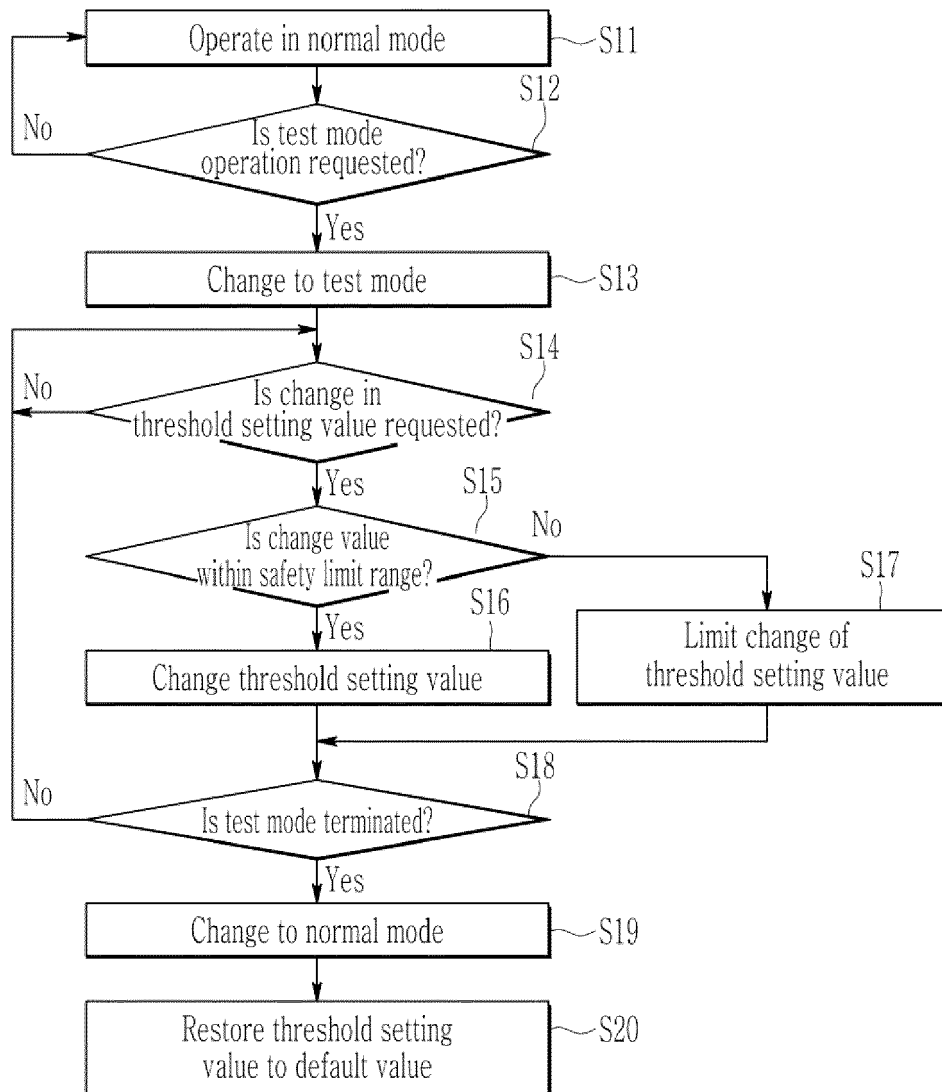 Operate in normal mode
S11
S12
No
Is test mode
operation requested?
Yes
Change to test mode
S13
S14
No
Is change in
threshold setting value requested?
Yes
S15
No
Is change value
within safety limit range?
S17
Yes
S16
Change threshold setting value
Limit change of
threshold setting value
S18
No
Is test mode terminated?
Yes
Change to normal mode
S19
Restore threshold setting
value to default value
S20